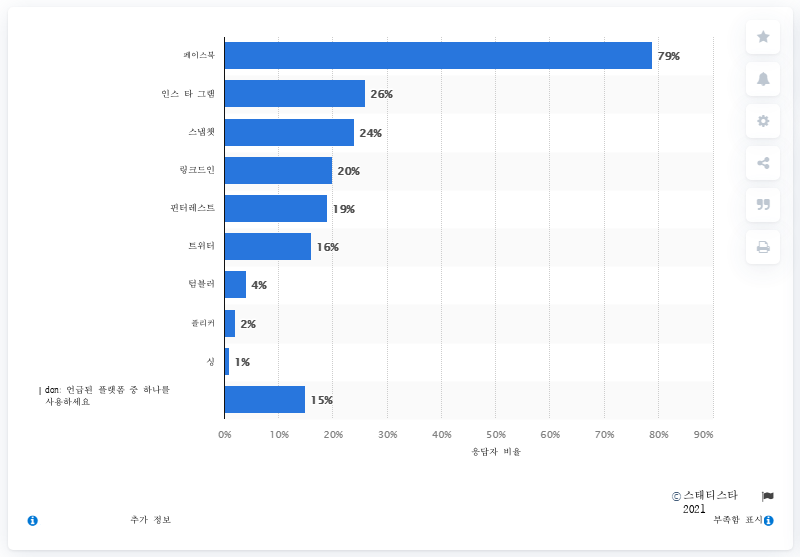 페이스북
79%
인스 타 그램
26%
스냅챗
24%
링크드인
20%
핀터레스트
19%
트위터
16%
텀블러
4%
플리커
2%
싱
1%
| don: 언급된 플랫폼 중 하나를
사용하세요
15%
0% 10% 20% 30% 40% 50% 60% 70% 80% 90%
응답자 비율
© 스태티스타
2021
추가 정보
부족함 표시